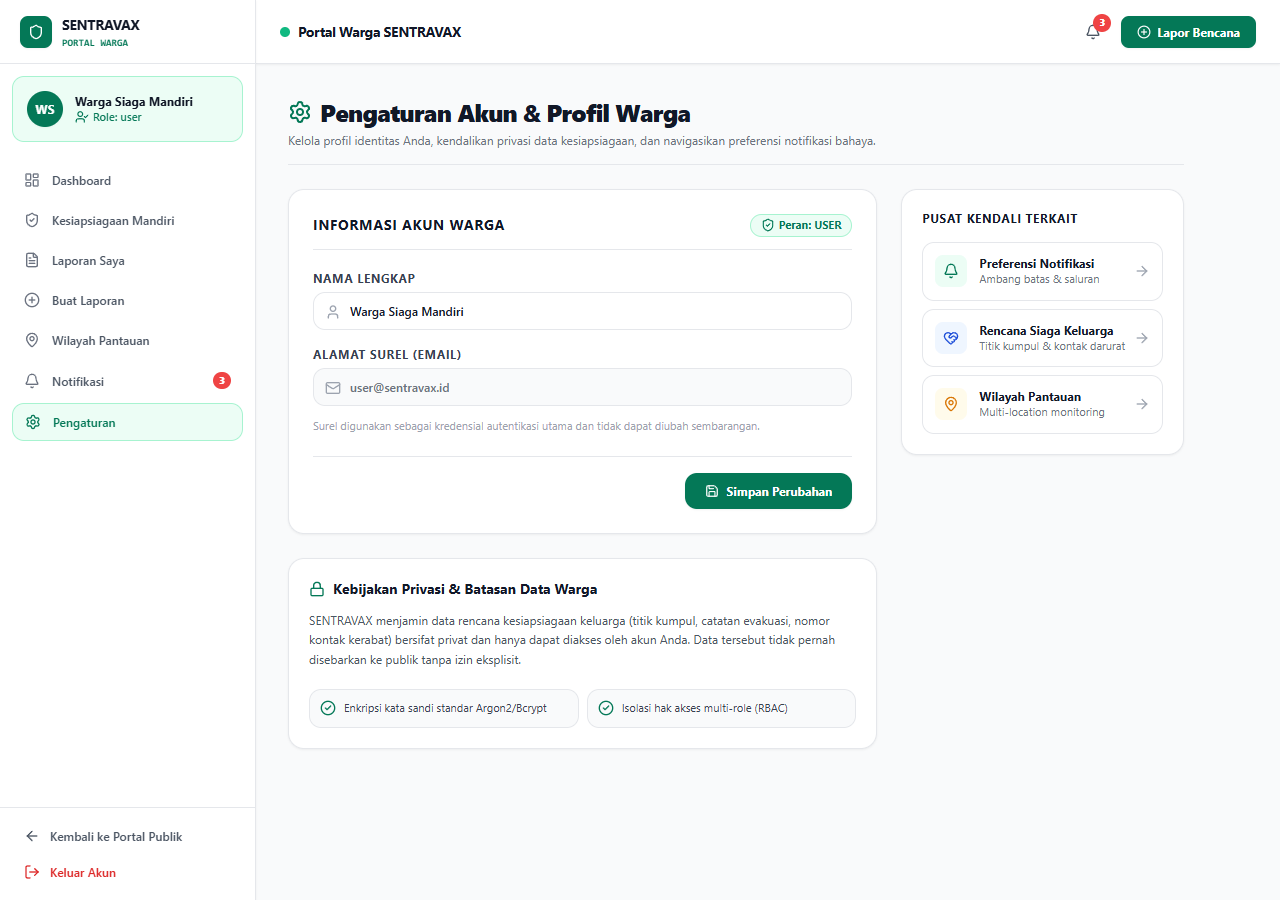 SENTRAVAX
PORTAL WARGA
WS
Warga Siaga Mandiri
Role: user
Dashboard
Kesiapsiagaan Mandiri
Laporan Saya
Buat Laporan
Wilayah Pantauan
Notifikasi
3
Pengaturan
Kembali ke Portal Publik
Keluar Akun
Portal Warga SENTRAVAX
3
Lapor Bencana
Pengaturan Akun & Profil Warga
Kelola profil identitas Anda, kendalikan privasi data kesiapsiagaan, dan navigasikan preferensi notifikasi bahaya.
INFORMASI AKUN WARGA
Peran: USER
NAMA LENGKAP
Warga Siaga Mandiri
ALAMAT SUREL (EMAIL)
user@sentravax.id
Surel digunakan sebagai kredensial autentikasi utama dan tidak dapat diubah sembarangan.
Simpan Perubahan
Kebijakan Privasi & Batasan Data Warga
SENTRAVAX menjamin data rencana kesiapsiagaan keluarga (titik kumpul, catatan evakuasi, nomor
kontak kerabat) bersifat privat dan hanya dapat diakses oleh akun Anda. Data tersebut tidak pernah
disebarkan ke publik tanpa izin eksplisit.
Enkripsi kata sandi standar Argon2/Bcrypt
Isolasi hak akses multi-role (RBAC)
PUSAT KENDALI TERKAIT
Preferensi Notifikasi
Ambang batas & saluran
Rencana Siaga Keluarga
Titik kumpul & kontak darurat
Wilayah Pantauan
Multi-location monitoring